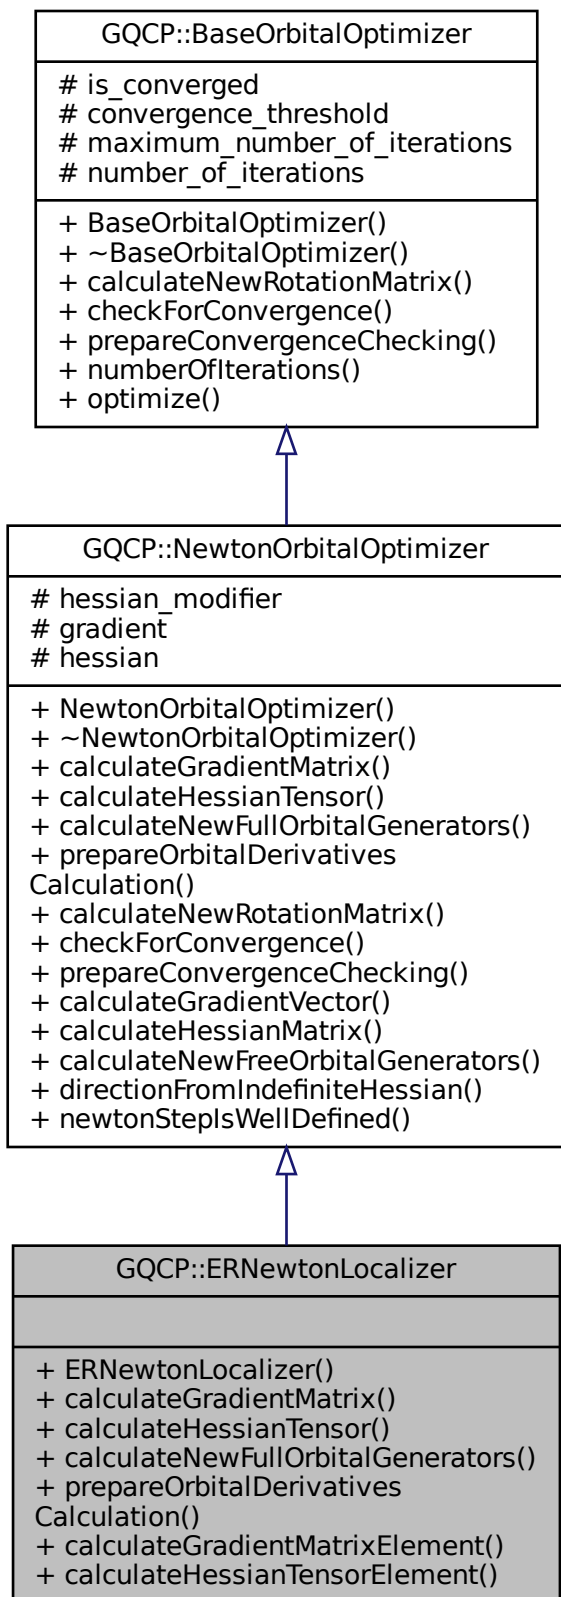 GQCP::BaseOrbitalOptimizer
# is_converged
# convergence_threshold
# maximum_number_of_iterations
# number_of_iterations
+ BaseOrbitalOptimizer()
+ ~BaseOrbitalOptimizer()
+ calculateNewRotationMatrix()
+ checkForConvergence()
+ prepareConvergenceChecking()
+ numberOfIterations()
+ optimize()
GQCP::NewtonOrbitalOptimizer
# hessian_modifier
# gradient
# hessian
+ NewtonOrbitalOptimizer()
+ ~NewtonOrbitalOptimizer()
+ calculateGradientMatrix()
+ calculateHessianTensor()
+ calculateNewFullOrbitalGenerators()
+ prepareOrbitalDerivatives
Calculation()
+ calculateNewRotationMatrix()
+ checkForConvergence()
+ prepareConvergenceChecking()
+ calculateGradientVector()
+ calculateHessianMatrix()
+ calculateNewFreeOrbitalGenerators()
+ directionFromIndefiniteHessian()
+ newtonStepIsWellDefined()
GQCP::ERNewtonLocalizer
+ ERNewtonLocalizer()
+ calculateGradientMatrix()
+ calculateHessianTensor()
+ calculateNewFullOrbitalGenerators()
+ prepareOrbitalDerivatives
Calculation()
+ calculateGradientMatrixElement()
+ calculateHessianTensorElement()